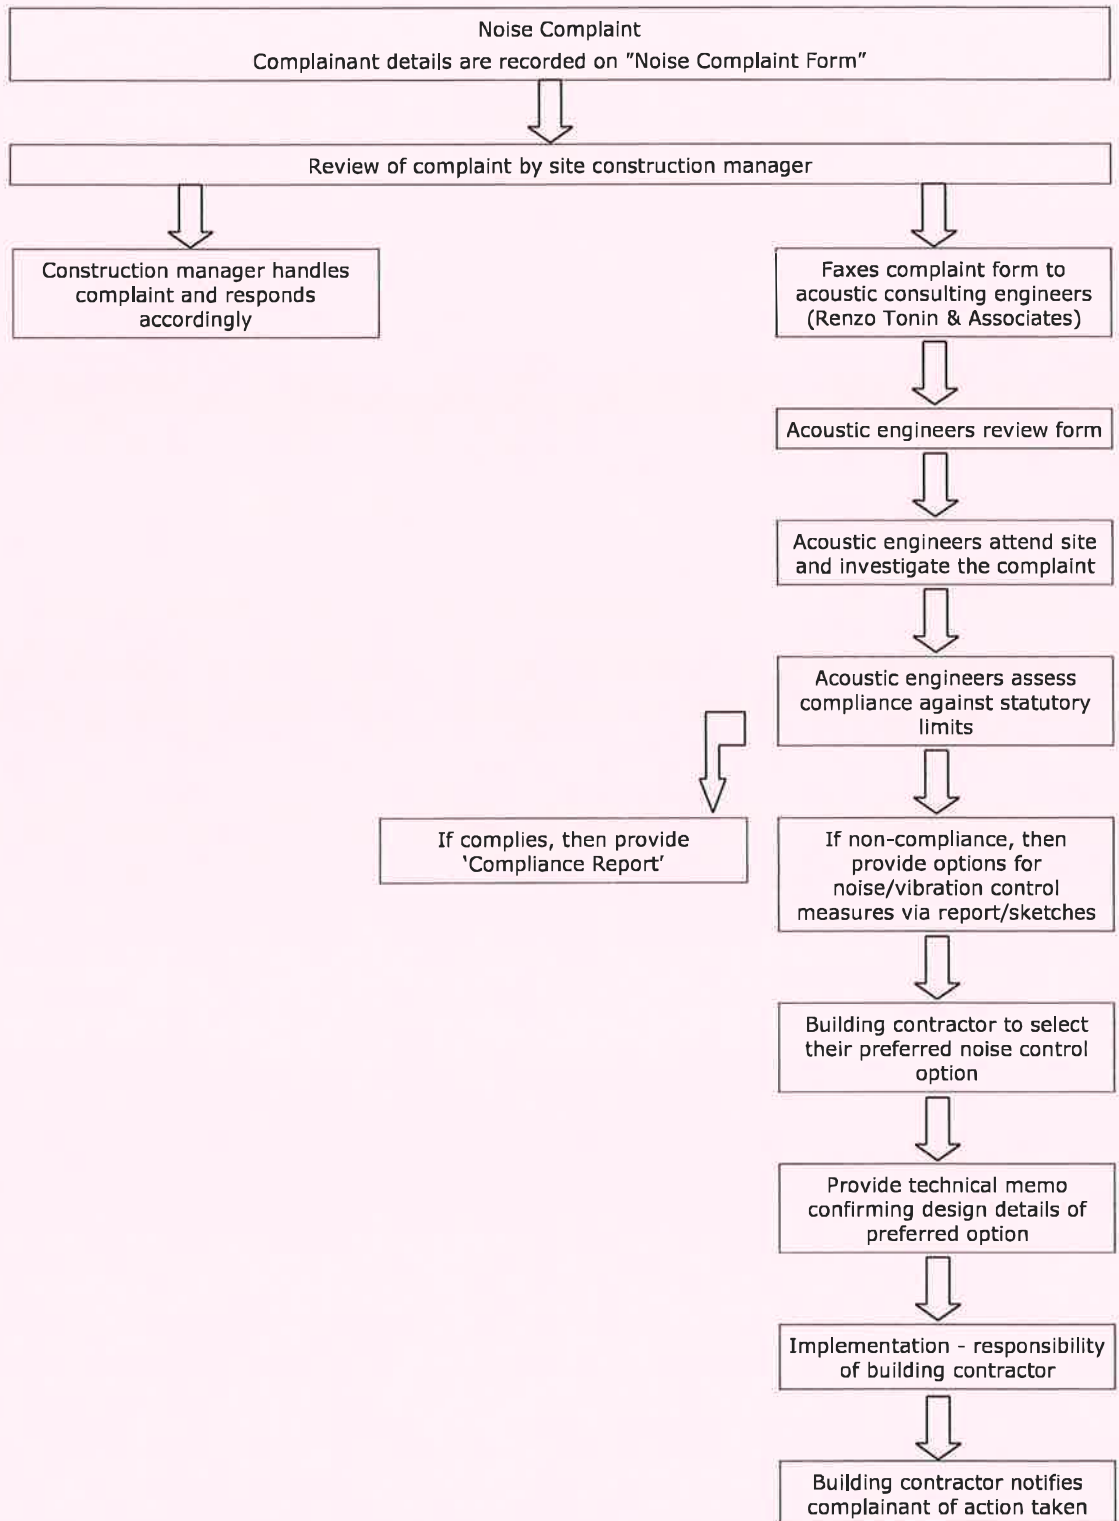 Noise Complaint
Complainant details are recorded on "Noise Complaint Form"
Review of complaint by site construction manager
Construction manager handles
complaint and responds
accordingly
Faxes complaint form to
acoustic consulting engineers
(Renzo Tonin & Associates)
Acoustic engineers review form
Acoustic engineers attend site
and investigate the complaint
Acoustic engineers assess
compliance against statutory
limits
If complies, then provide
'Compliance Report'
If non-compliance, then
provide options for
noise/vibration control
measures via report/sketches
Building contractor to select
their preferred noise control
option
Provide technical memo
confirming design details of
preferred option
Implementation - responsibility
of building contractor
Building contractor notifies
complainant of action taken